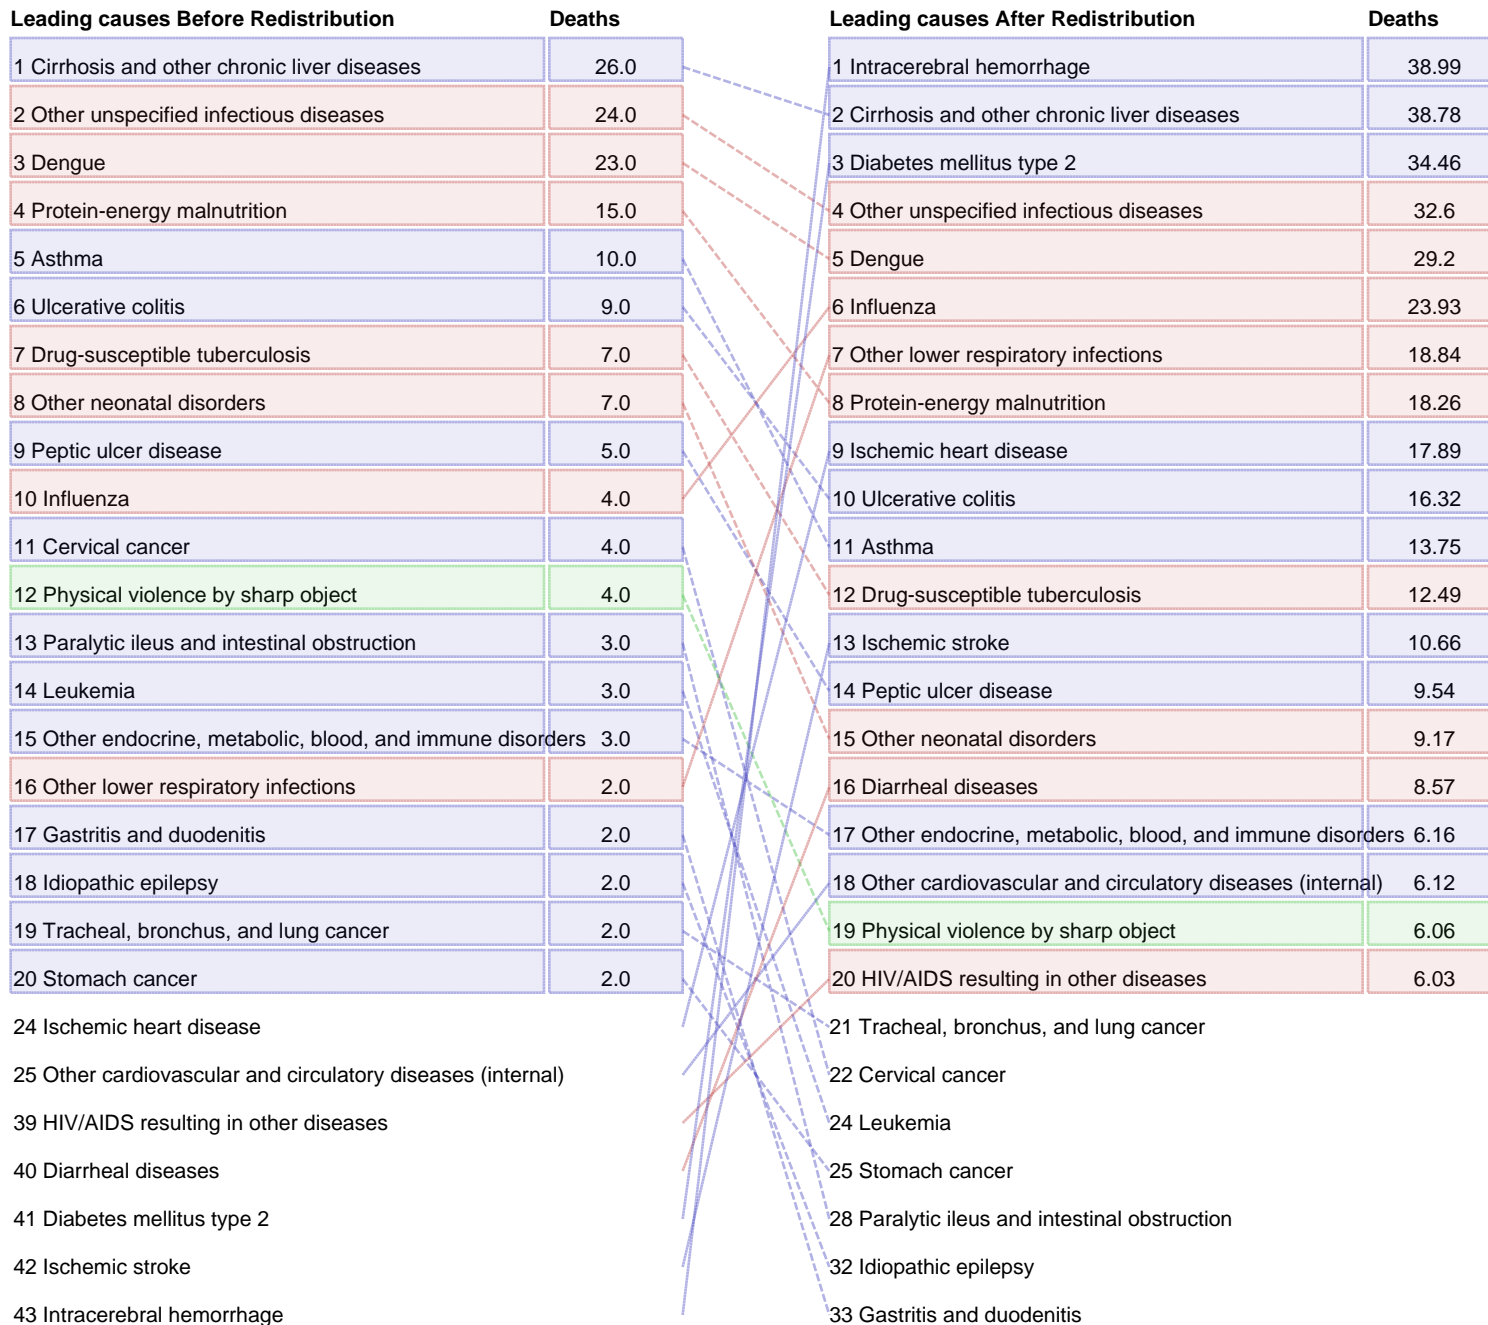 Leading causes Before Redistribution Deaths
1 Cirrhosis and other chronic liver diseases 26.0
2 Other unspecified infectious diseases 24.0
3 Dengue 23.0
4 Protein-energy malnutrition 15.0
5 Asthma 10.0
6 Ulcerative colitis 9.0
7 Drug-susceptible tuberculosis 7.0
8 Other neonatal disorders 7.0
9 Peptic ulcer disease 5.0
10 Influenza 4.0
11 Cervical cancer 4.0
12 Physical violence by sharp object 4.0
13 Paralytic ileus and intestinal obstruction 3.0
14 Leukemia 3.0
15 Other endocrine, metabolic, blood, and immune disorders 3.0
16 Other lower respiratory infections 2.0
17 Gastritis and duodenitis 2.0
18 Idiopathic epilepsy 2.0
19 Tracheal, bronchus, and lung cancer 2.0
20 Stomach cancer 2.0
24 Ischemic heart disease
25 Other cardiovascular and circulatory diseases (internal)
39 HIV/AIDS resulting in other diseases
40 Diarrheal diseases
41 Diabetes mellitus type 2
42 Ischemic stroke
43 Intracerebral hemorrhage
Leading causes After Redistribution Deaths
1 Intracerebral hemorrhage 38.99
2 Cirrhosis and other chronic liver diseases 38.78
3 Diabetes mellitus type 2 34.46
4 Other unspecified infectious diseases 32.6
5 Dengue 29.2
6 Influenza 23.93
7 Other lower respiratory infections 18.84
8 Protein-energy malnutrition 18.26
9 Ischemic heart disease 17.89
10 Ulcerative colitis 16.32
11 Asthma 13.75
12 Drug-susceptible tuberculosis 12.49
13 Ischemic stroke 10.66
14 Peptic ulcer disease 9.54
15 Other neonatal disorders 9.17
16 Diarrheal diseases 8.57
17 Other endocrine, metabolic, blood, and immune disorders 6.16
18 Other cardiovascular and circulatory diseases (internal) 6.12
19 Physical violence by sharp object 6.06
20 HIV/AIDS resulting in other diseases 6.03
21 Tracheal, bronchus, and lung cancer
22 Cervical cancer
24 Leukemia
25 Stomach cancer
28 Paralytic ileus and intestinal obstruction
32 Idiopathic epilepsy
33 Gastritis and duodenitis